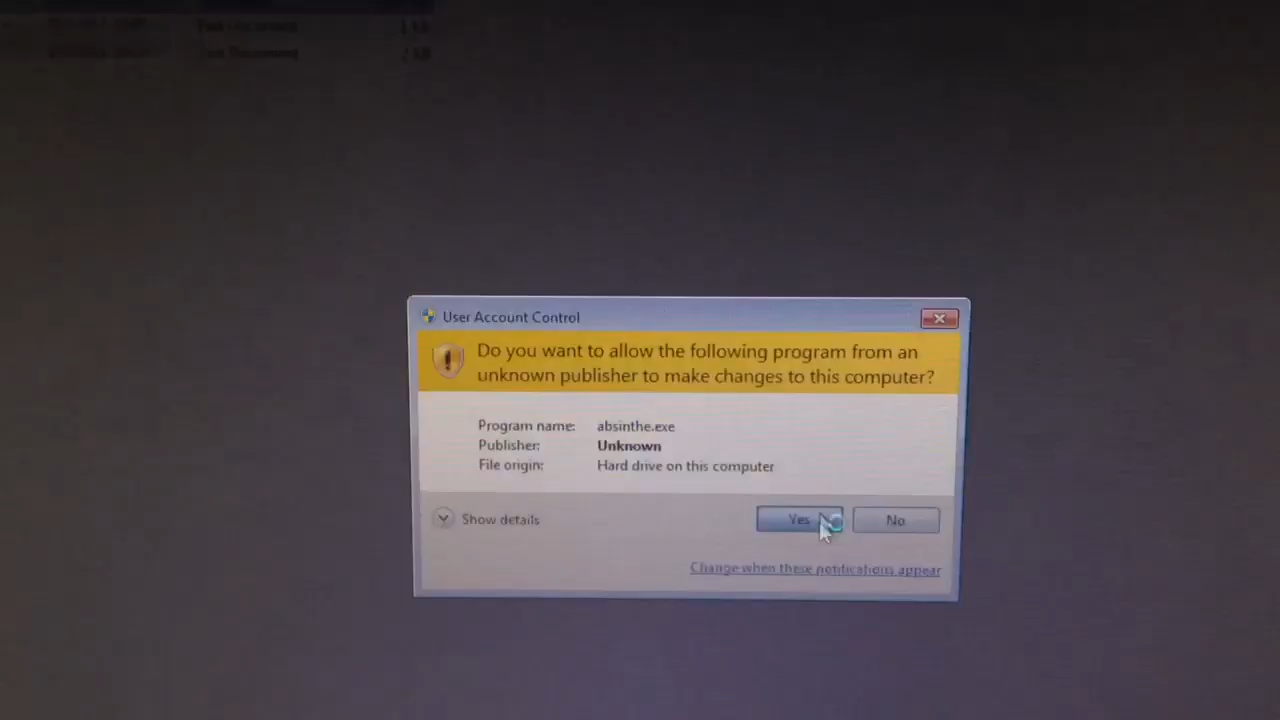 User Account Control
Do you want to allow the following program from an
unknown publisher to make changes to this computer?
Program name: absinthe.exe
Publisher: Unknown
File origin: Hard drive on this computer
Show details
Yes
No
Change when these notifications appear